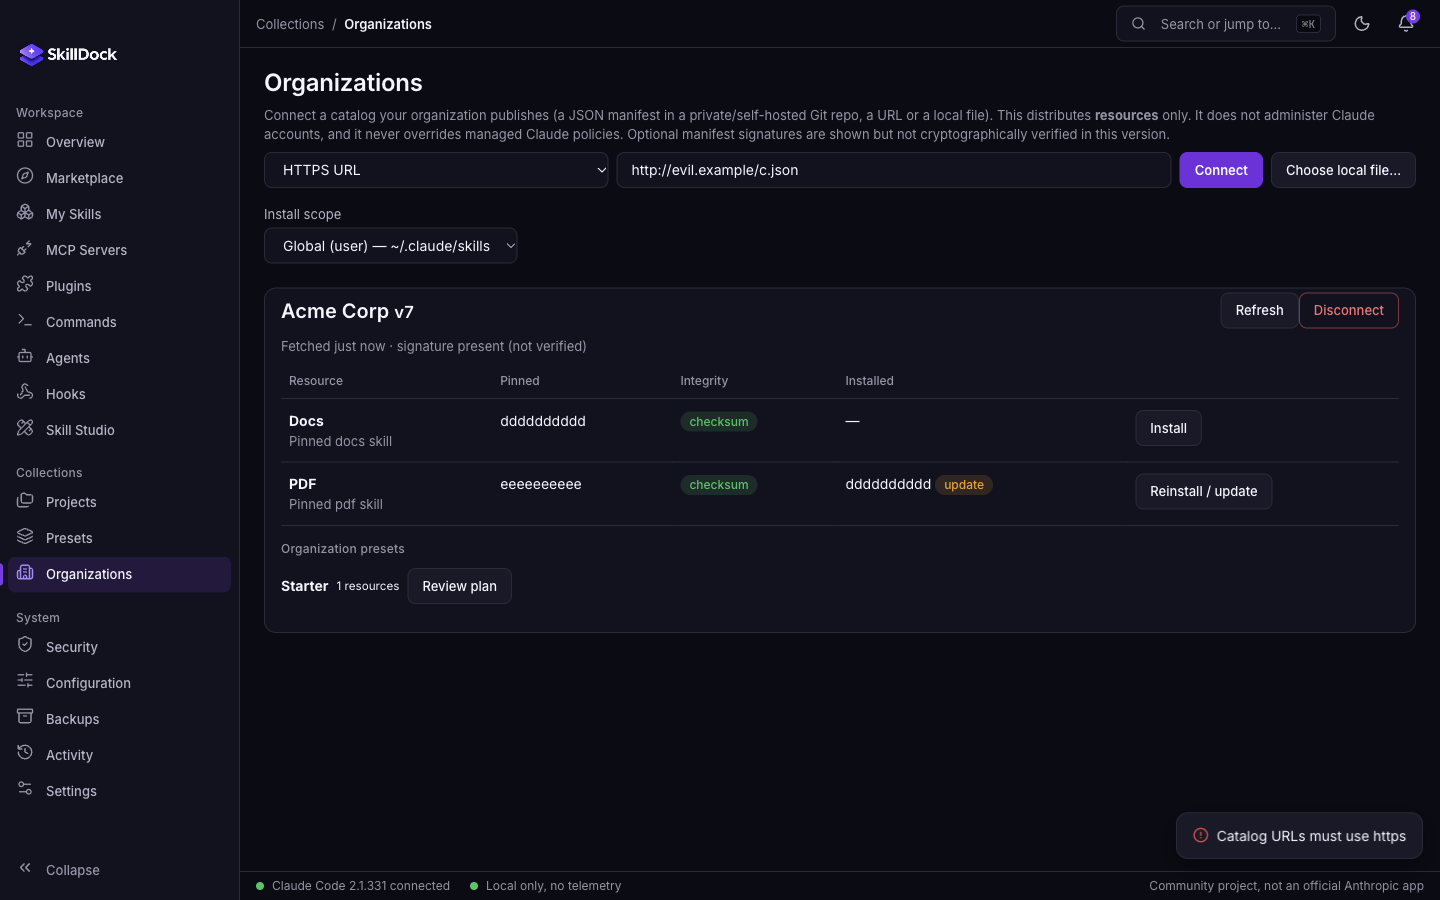 SkillDock
Workspace
Overview
Marketplace
My Skills
MCP Servers
Plugins
Commands
Agents
Hooks
Skill Studio
Collections
Projects
Presets
Organizations
System
Security
Configuration
Backups
Activity
Settings
Collapse
Collections / Organizations
Search or jump to... ⌘K
8
Organizations
Connect a catalog your organization publishes (a JSON manifest in a private/self-hosted Git repo, a URL or a local file). This distributes resources only. It does not administer Claude
accounts, and it never overrides managed Claude policies. Optional manifest signatures are shown but not cryptographically verified in this version.
HTTPS URL http://evil.example/c.json Connect Choose local file...
Install scope
Global (user) — ~/.claude/skills
Acme Corp v7 Refresh Disconnect
Fetched just now · signature present (not verified)
Resource Pinned Integrity Installed
Docs dddddddddd checksum — Install
Pinned docs skill
PDF eeeeeeeeee checksum dddddddddd update Reinstall / update
Pinned pdf skill
Organization presets
Starter 1 resources Review plan
Catalog URLs must use https
Claude Code 2.1.331 connected Local only, no telemetry Community project, not an official Anthropic app